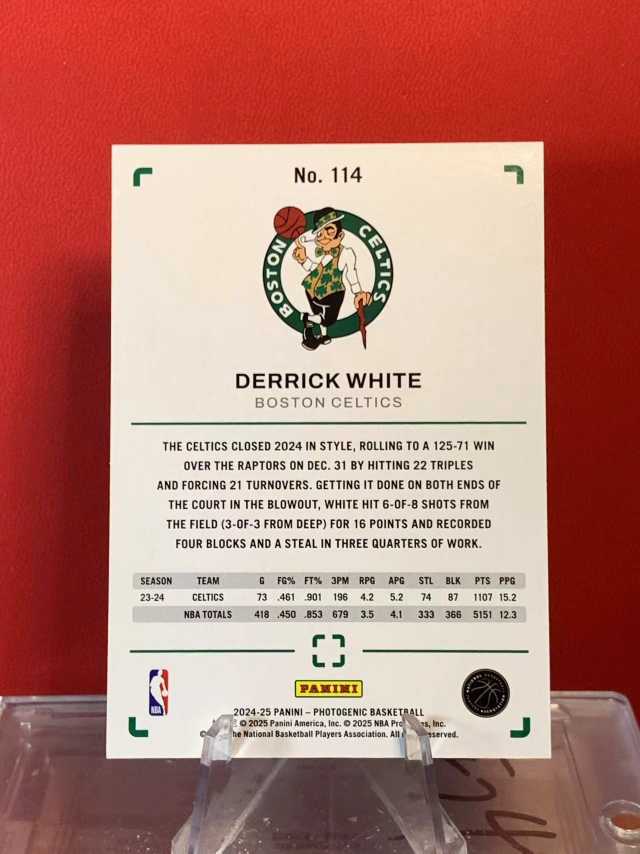 No. 114
BOSTON CELTICS
DERRICK WHITE
BOSTON CELTICS
THE CELTICS CLOSED 2024 IN STYLE, ROLLING TO A 125-71 WIN
OVER THE RAPTORS ON DEC. 31 BY HITTING 22 TRIPLES
AND FORCING 21 TURNOVERS. GETTING IT DONE ON BOTH ENDS OF
THE COURT IN THE BLOWOUT, WHITE HIT 6-OF-8 SHOTS FROM
THE FIELD (3-OF-3 FROM DEEP) FOR 16 POINTS AND RECORDED
FOUR BLOCKS AND A STEAL IN THREE QUARTERS OF WORK.
SEASON TEAM G FG% FT% 3PM RPG APG STL BLK PTS PPG
23-24 CELTICS 73 .461 .901 196 4.2 5.2 74 87 1107 15.2
NBA TOTALS 418 .450 .853 679 3.5 4.1 333 366 5151 12.3
NBA
PANINI
2024-25 PANINI – PHOTOGENIC BASKETBALL
© 2025 Panini America, Inc. © 2025 NBA Inc.
National Basketball Players Association. All reserved.